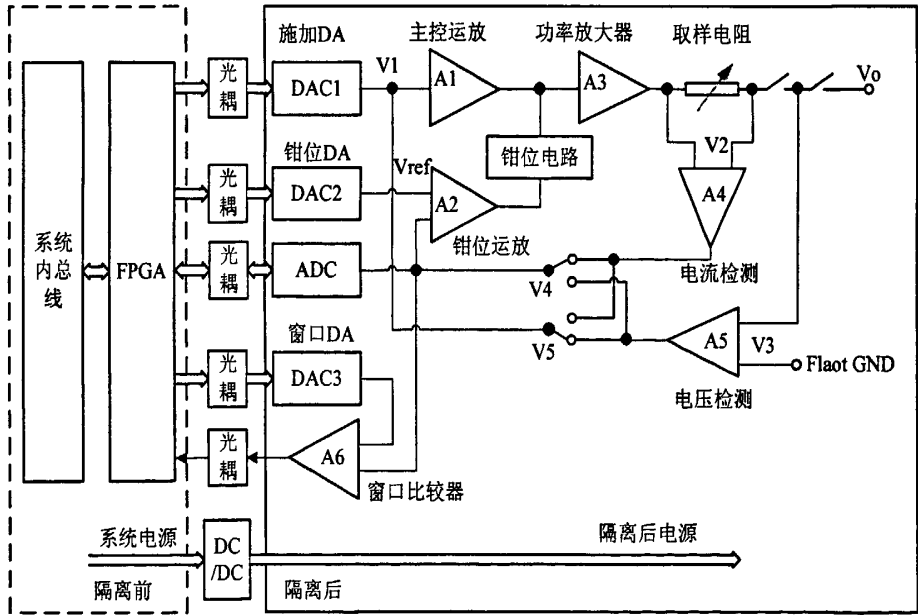 施加DA
主控运放
功率放大器
取样电阻
光耦
DAC1
V1
A1
A3
Vo
V2
钳位电路
钳位DA
Vref
光耦
DAC2
A2
A4
钳位运放
系统内总线
FPGA
光耦
ADC
电流检测
V4
窗口DA
V5
A5
V3
Flaot GND
光耦
DAC3
电压检测
光耦
A6
窗口比较器
系统电源
DC
/DC
隔离后电源
隔离前
隔离后